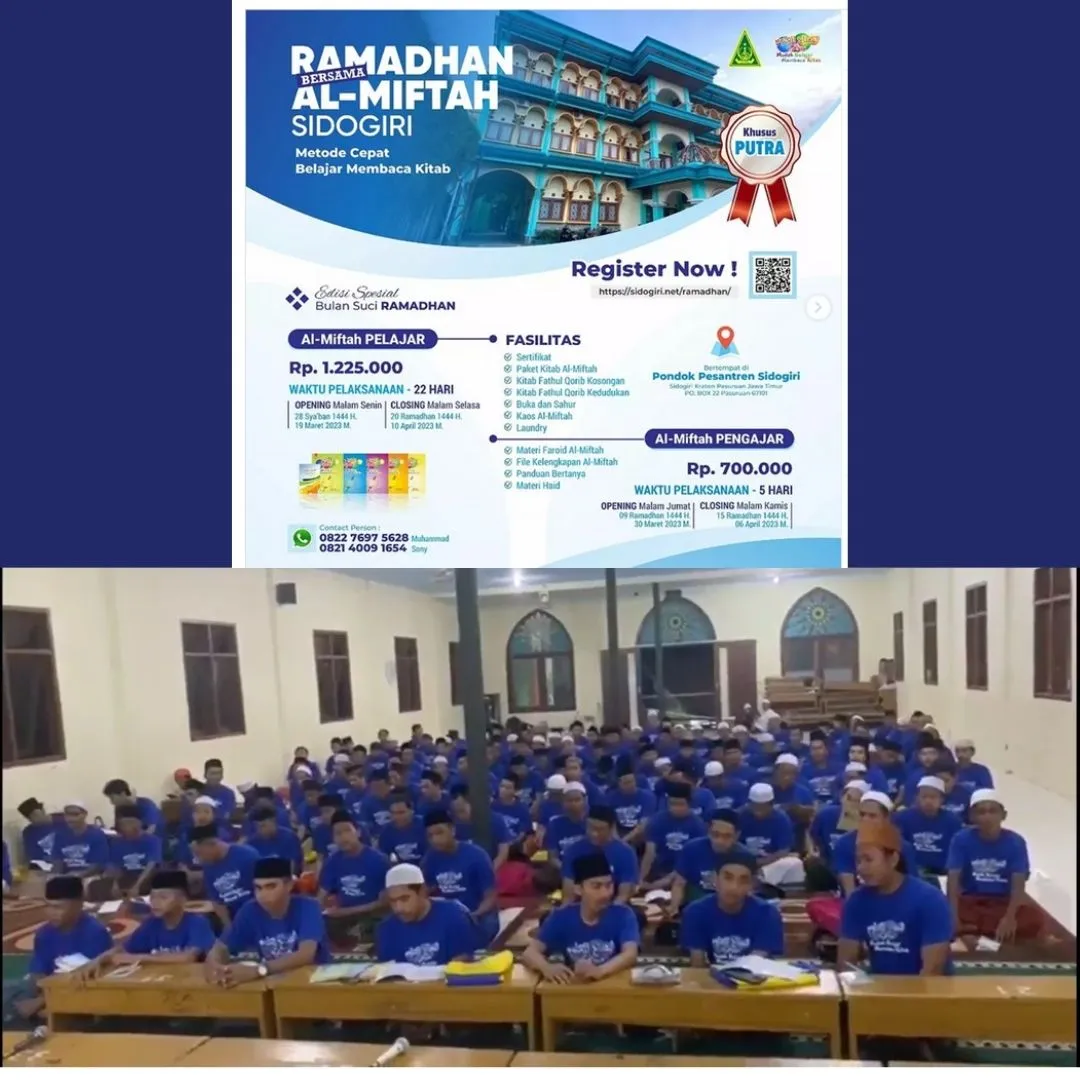 RAMADHAN
BERSAMA
AL-MIFTAH
SIDOGIRI
Metode Cepat
Belajar Membaca Kitab
Mudah Belajar
Membaca Kitab
Khusus
PUTRA
Register Now !
https://sidogiri.net/ramadhan/
Edisi Spesial
Bulan Suci RAMADHAN
Al-Miftah PELAJAR
Rp. 1.225.000
WAKTU PELAKSANAAN - 22 HARI
OPENING Malam Senin
28 Sya'ban 1444 H.
19 Maret 2023 M.
CLOSING Malam Selasa
20 Ramadhan 1444 H.
10 April 2023 M.
FASILITAS
Sertifikat
Paket Kitab Al-Miftah
Kitab Fathul Qorib Kosongan
Kitab Fathul Qorib Kedudukan
Buka dan Sahur
Kaos Al-Miftah
Laundry
Materi Faroid Al-Miftah
File Kelengkapan Al-Miftah
Panduan Bertanya
Materi Haid
Bertempat di
Pondok Pesantren Sidogiri
Sidogiri Kraton Pasuruan Jawa Timur
PO. BOX 22 Pasuruan 67101
Al-Miftah PENGAJAR
Rp. 700.000
WAKTU PELAKSANAAN - 5 HARI
OPENING Malam Jumat
09 Ramadhan 1444 H.
30 Maret 2023 M.
CLOSING Malam Kamis
15 Ramadhan 1444 H.
06 April 2023 M.
Contact Person :
0822 7697 5628 Muhammad
0821 4009 1654 Sony